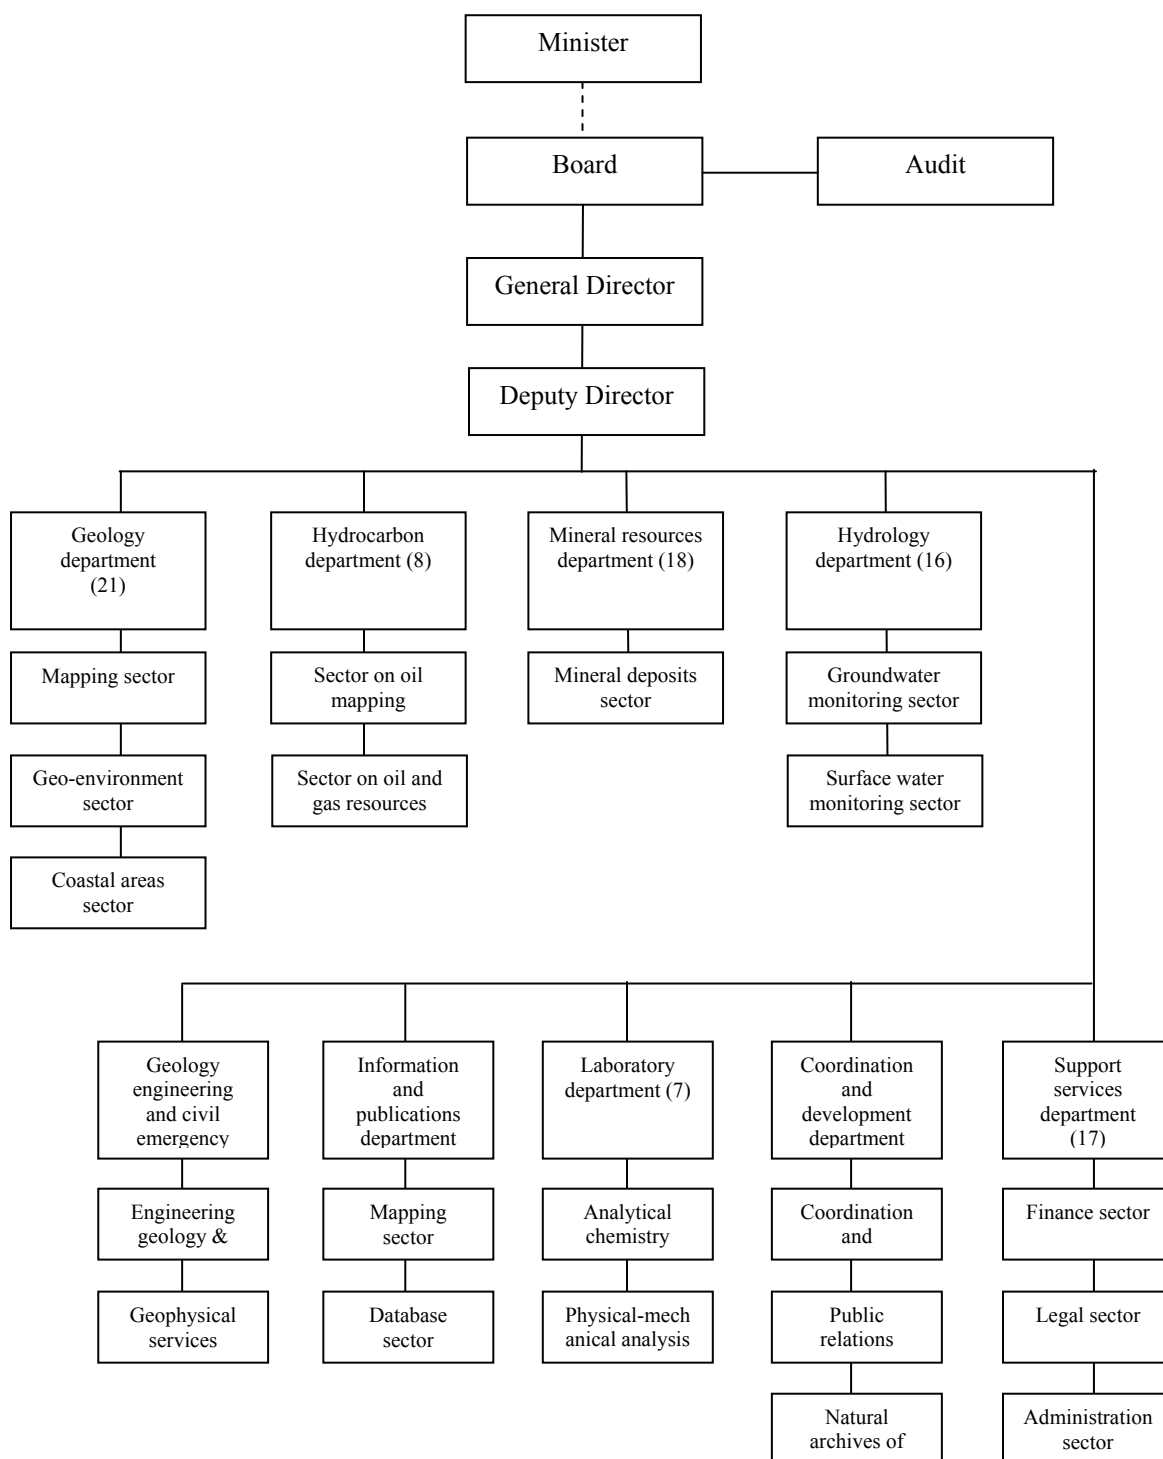 Minister
Board
Audit
General Director
Deputy Director
Geology
department
(21)
Hydrocarbon
department (8)
Mineral resources
department (18)
Hydrology
department (16)
Mapping sector
Sector on oil
mapping
Mineral deposits
sector
Groundwater
monitoring sector
Geo-environment
sector
Sector on oil and
gas resources
Surface water
monitoring sector
Coastal areas
sector
Geology
engineering
and civil
emergency
Information
and
publications
department
Laboratory
department (7)
Coordination
and
development
department
Support
services
department
(17)
Engineering
geology &
Mapping
sector
Analytical
chemistry
Coordination
and
Finance sector
Geophysical
services
Database
sector
Physical-mech
anical analysis
Public
relations
Legal sector
Natural
archives of
Administration
sector